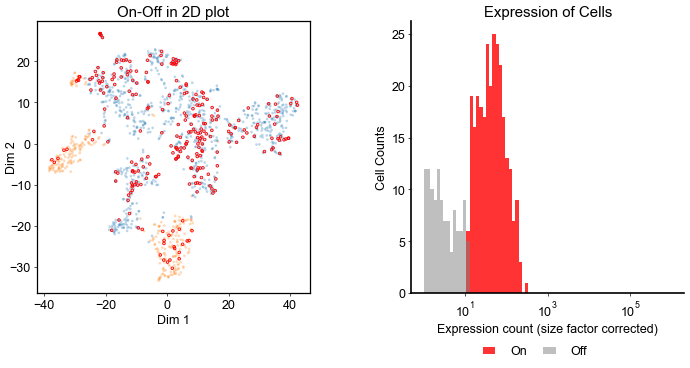 On-Off in 2D plot
Dim 2
20
10
0
−10
−20
−30
−40
−20
0
20
40
Dim 1
Expression of Cells
Cell Counts
25
20
15
10
5
0
10^1
10^3
10^5
Expression count (size factor corrected)
On
Off